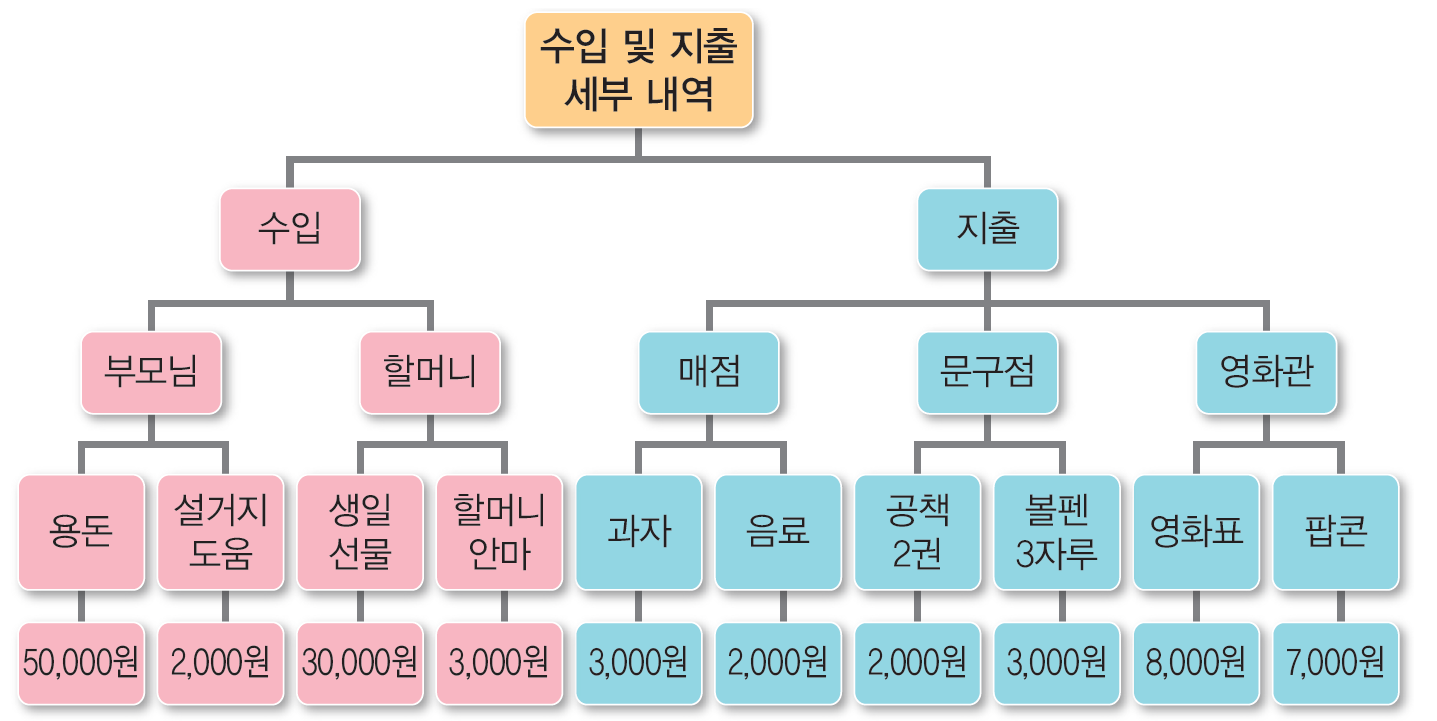 수입 및 지출
세부 내역
수입
지출
부모님
할머니
매점
문구점
영화관
용돈
설거지
도움
생일
선물
할머니
안마
과자
음료
공책
2권
볼펜
3자루
영화표
팝콘
50,000원
2,000원
30,000원
3,000원
3,000원
2,000원
2,000원
3,000원
8,000원
7,000원